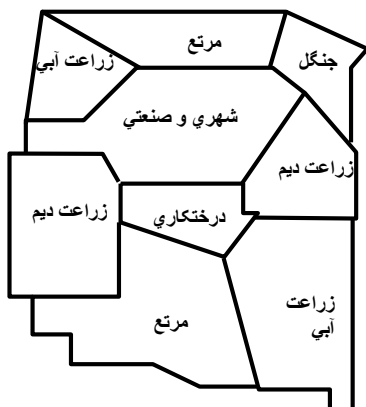 مرتع
جنگل
زراعت آبي
شهري و صنعتي
زراعت ديم
زراعت ديم
درختكاري
زراعت
آبي
مرتع